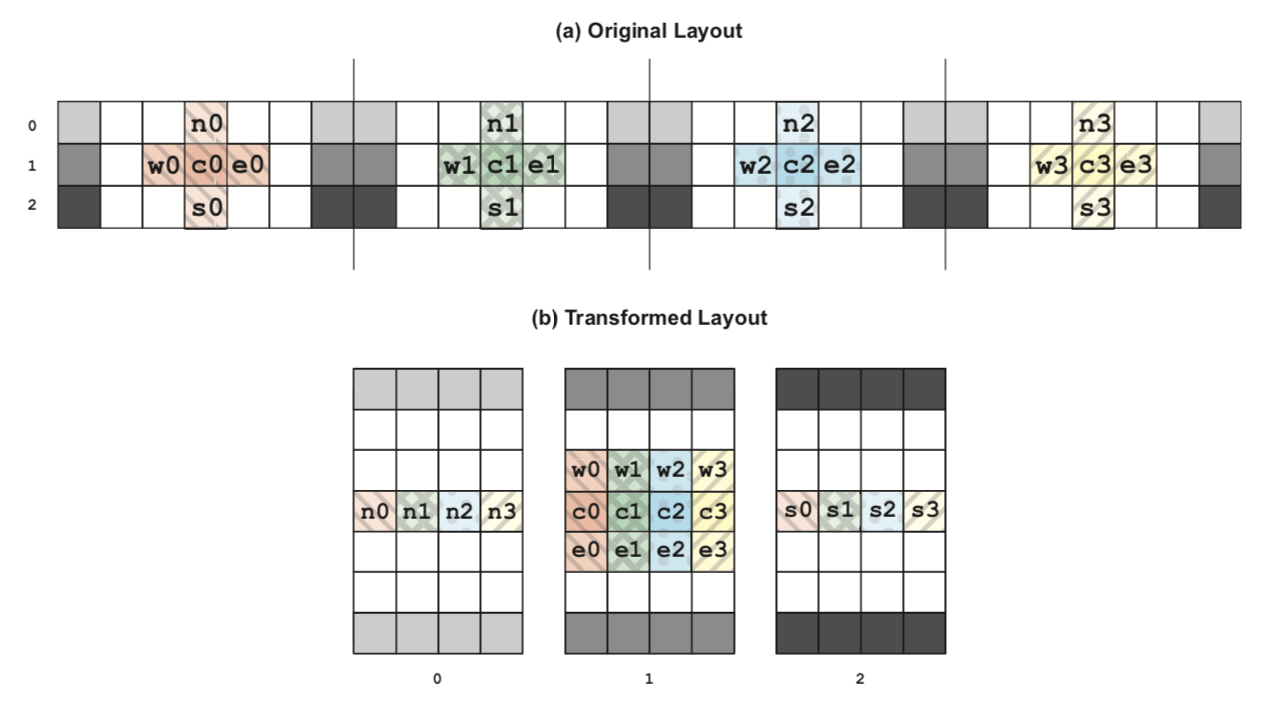 (a) Original Layout
0 n0 n1 n2 n3
1 w0 c0 e0 w1 c1 e1 w2 c2 e2 w3 c3 e3
2 s0 s1 s2 s3
(b) Transformed Layout
w0 w1 w2 w3
n0 n1 n2 n3 c0 c1 c2 c3 s0 s1 s2 s3
e0 e1 e2 e3
0 1 2